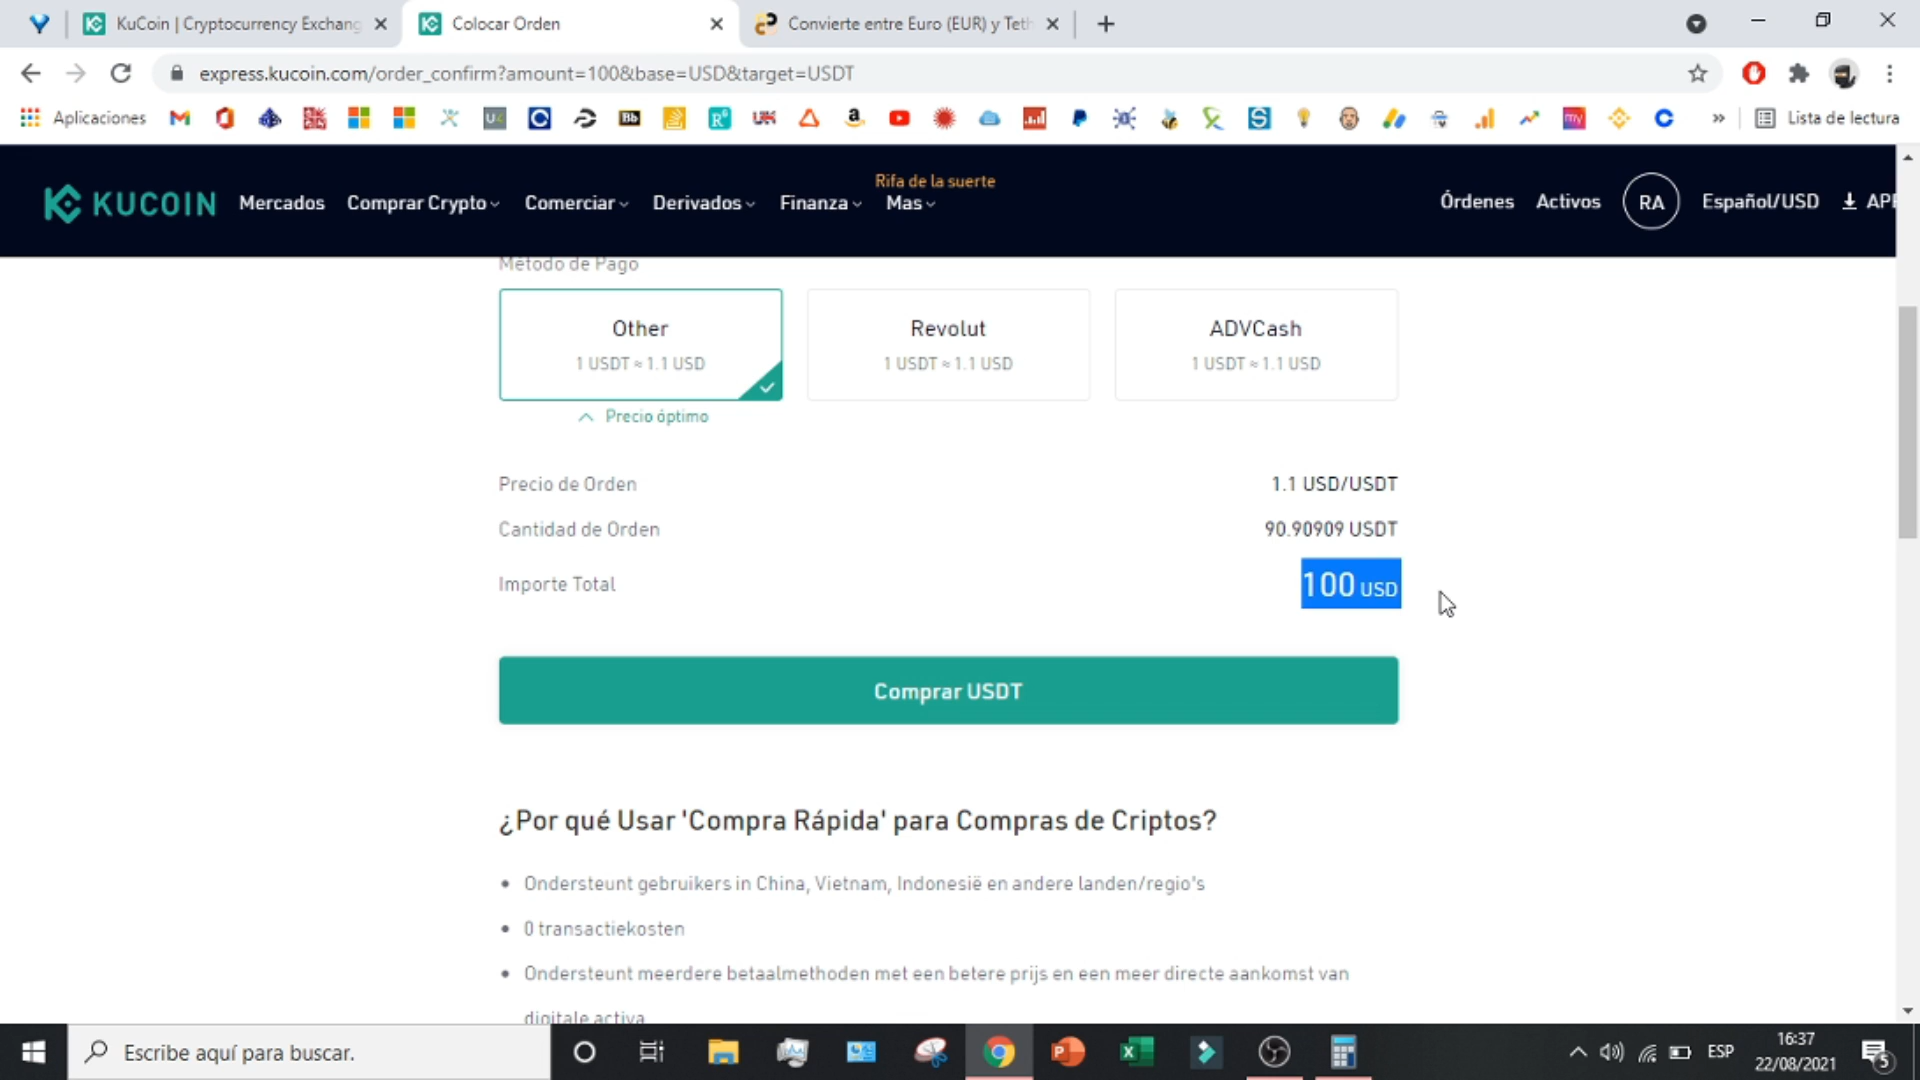 KuCoin | Cryptocurrency Exchang
Colocar Orden
Convierte entre Euro (EUR) y Teth
express.kucoin.com/order_confirm?amount=100&base=USD&target=USDT
Aplicaciones
Lista de lectura
Rifa de la suerte
KUCOIN Mercados Comprar Crypto Comerciar Derivados Finanza Mas Órdenes Activos RA Español/USD APP
Método de Pago
Other Revolut ADVCash
1 USDT ≈ 1.1 USD 1 USDT ≈ 1.1 USD 1 USDT ≈ 1.1 USD
Precio óptimo
Precio de Orden 1.1 USD/USDT
Cantidad de Orden 90.90909 USDT
Importe Total 100 USD
Comprar USDT
¿Por qué Usar 'Compra Rápida' para Compras de Criptos?
Ondersteunt gebruikers in China, Vietnam, Indonesië en andere landen/regio's
0 transactiekosten
Ondersteunt meerdere betaalmethoden met een betere prijs en een meer directe aankomst van
digitale activa
Escribe aquí para buscar.
ESP
16:37
22/08/2021
5